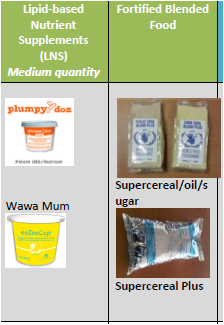 Lipid-based
Nutrient
Supplements
(LNS)
Medium quantity
Fortified Blended
Food
plumpy doz
Wawa Mum
eeZeeCup
Supercereal/oil/s
ugar
Supercereal Plus